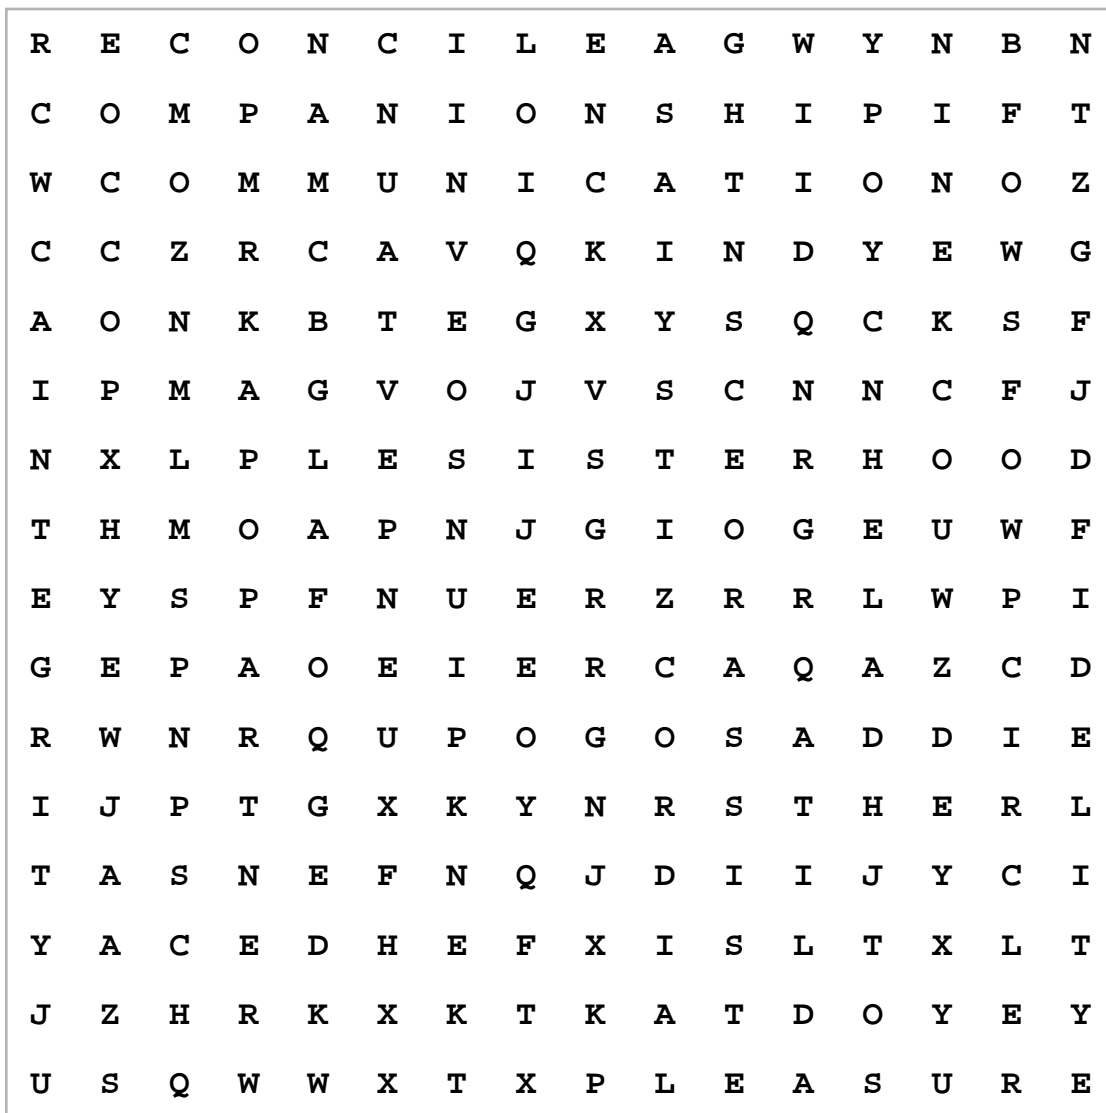 R E C O N C I L E A G W Y N B N
C O M P A N I O N S H I P I F T
W C O M M U N I C A T I O N O Z
C C Z R C A V Q K I N D Y E W G
A O N K B T E G X Y S Q C K S F
I P M A G V O J V S C N N C F J
N X L P L E S I S T E R H O O D
T H M O A P N J G I O G E U W F
E Y S P F N U E R Z R R L W P I
G E P A O E I E R C A Q A Z C D
R W N R Q U P O G O S A D D I E
I J P T G X K Y N R S T H E R L
T A S N E F N Q J D I I J Y C I
Y A C E D H E F X I S L T X L T
J Z H R K X K T K A T D O Y E Y
U S Q W W X T X P L E A S U R E